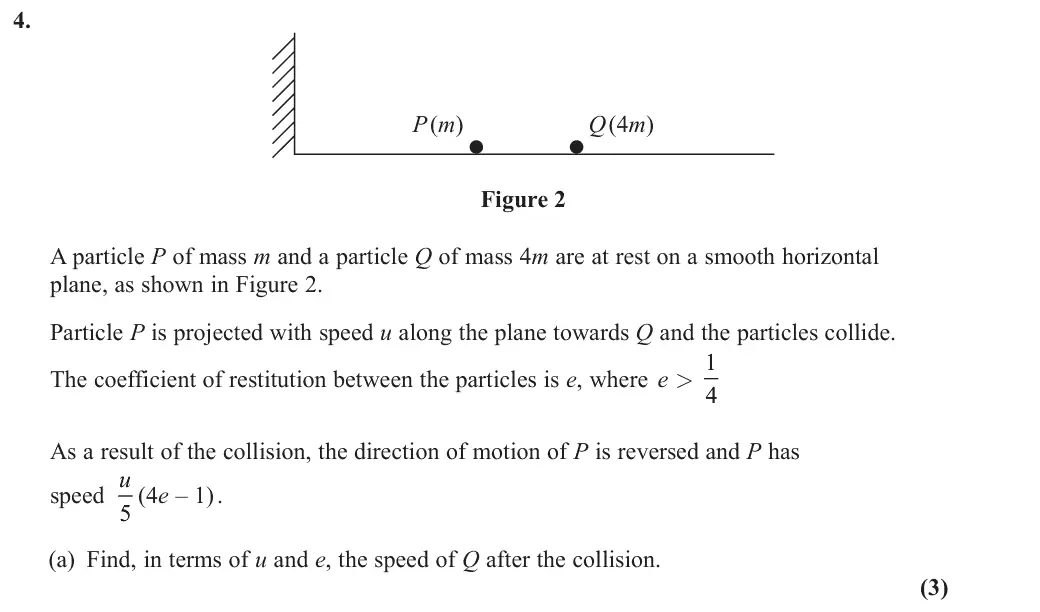 4.
P(m) Q(4m)
Figure 2
A particle P of mass m and a particle Q of mass 4m are at rest on a smooth horizontal
plane, as shown in Figure 2.
Particle P is projected with speed u along the plane towards Q and the particles collide.
The coefficient of restitution between the particles is e, where e > 1/4
As a result of the collision, the direction of motion of P is reversed and P has
speed u/5 (4e – 1).
(a) Find, in terms of u and e, the speed of Q after the collision.
(3)